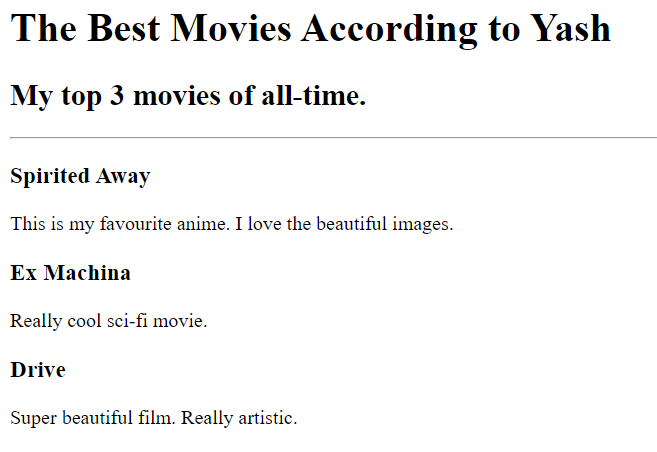 The Best Movies According to Yash
My top 3 movies of all-time.
Spirited Away
This is my favourite anime. I love the beautiful images.
Ex Machina
Really cool sci-fi movie.
Drive
Super beautiful film. Really artistic.